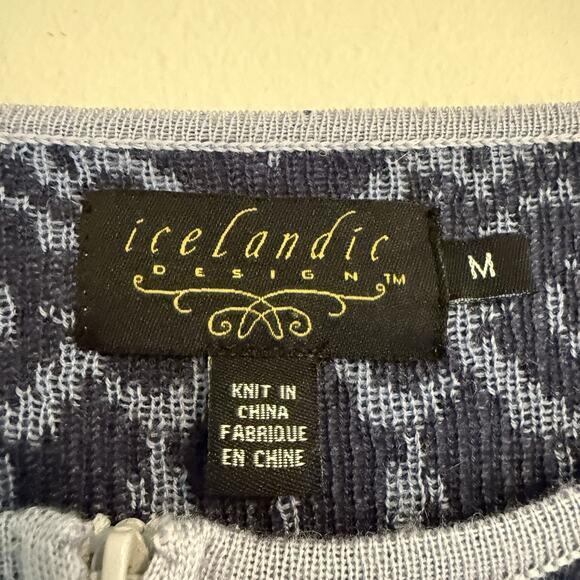 icelandic
DESIGN™
M
KNIT IN
CHINA
FABRIQUE
EN CHINE